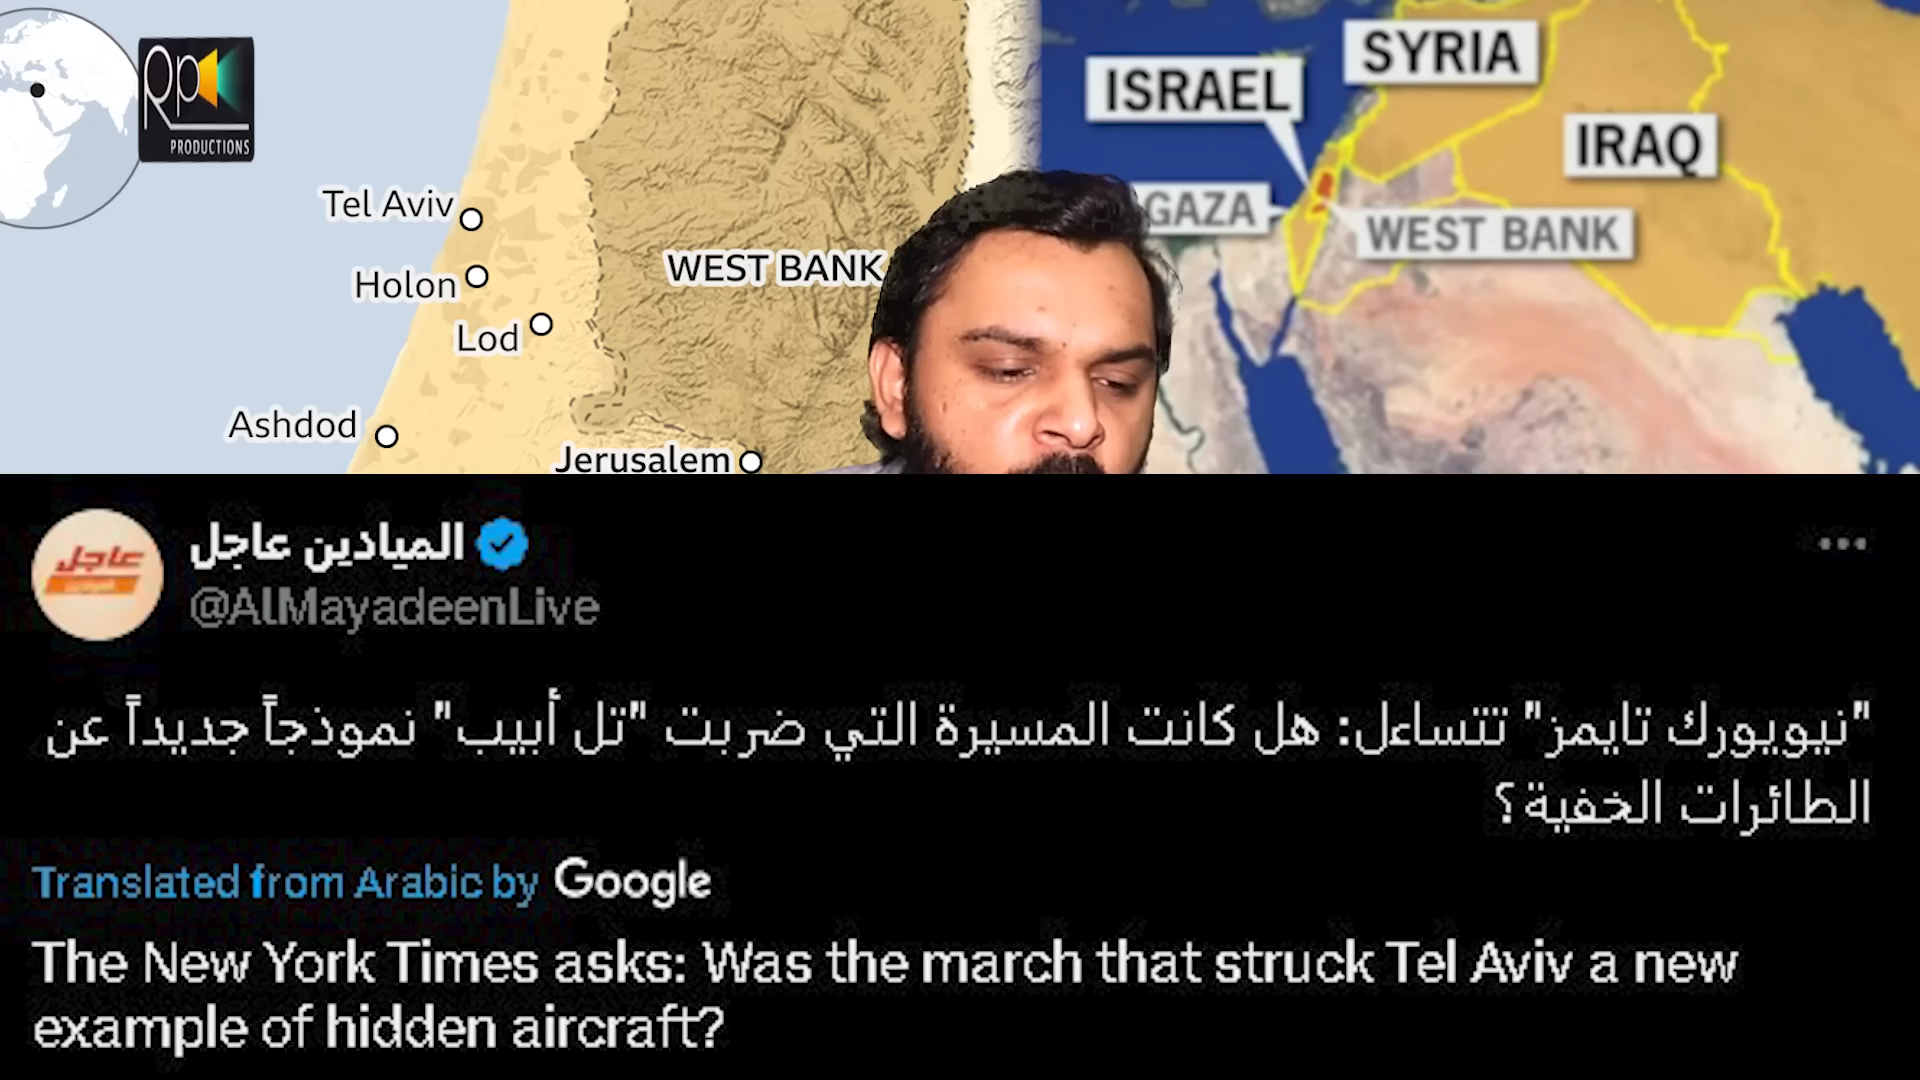 Rp
PRODUCTIONS
Tel Aviv
Holon
Lod
Ashdod
Jerusalem
WEST BANK
ISRAEL
SYRIA
IRAQ
GAZA
WEST BANK
عاجل
الميادين عاجل
@AlMayadeenLive
"نيويورك تايمز" تتساءل: هل كانت المسيرة التي ضربت "تل أبيب" نموذجاً جديداً عن
الطائرات الخفية؟
Translated from Arabic by Google
The New York Times asks: Was the march that struck Tel Aviv a new
example of hidden aircraft?